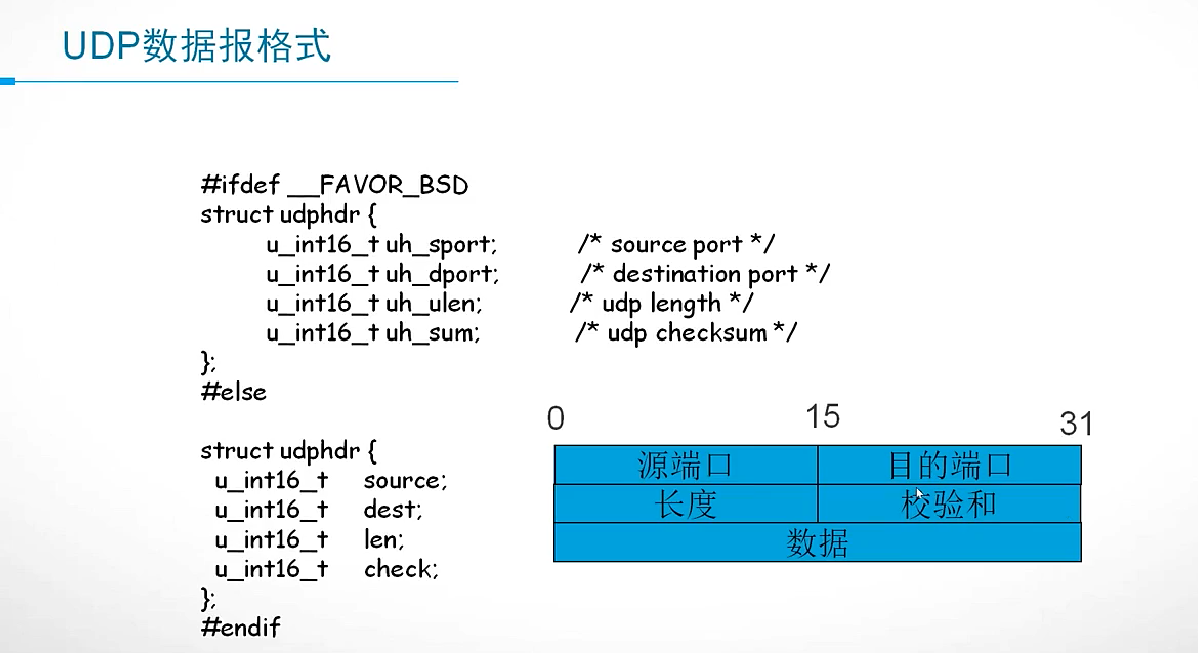 UDP数据报格式
#ifdef __FAVOR_BSD
struct udphdr {
u_int16_t uh_sport; /* source port */
u_int16_t uh_dport; /* destination port */
u_int16_t uh_ulen; /* udp length */
u_int16_t uh_sum; /* udp checksum */
};
#else
struct udphdr {
u_int16_t source;
u_int16_t dest;
u_int16_t len;
u_int16_t check;
};
#endif
0 15 31
源端口 目的端口
长度 校验和
数据